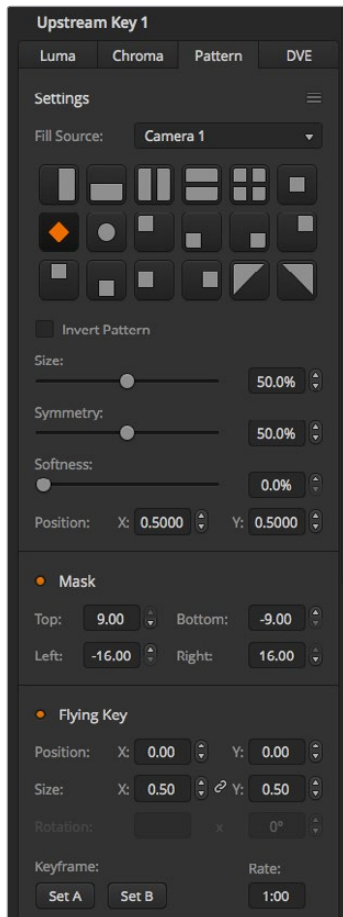 Upstream Key 1
Luma Chroma Pattern DVE
Settings
Fill Source: Camera 1
Invert Pattern
Size:
50.0%
Symmetry:
50.0%
Softness:
0.0%
Position: X: 0.5000 Y: 0.5000
Mask
Top: 9.00 Bottom: -9.00
Left: -16.00 Right: 16.00
Flying Key
Position: X: 0.00 Y: 0.00
Size: X: 0.50 Y: 0.50
Rotation: x 0°
Keyframe: Rate:
Set A Set B 1:00